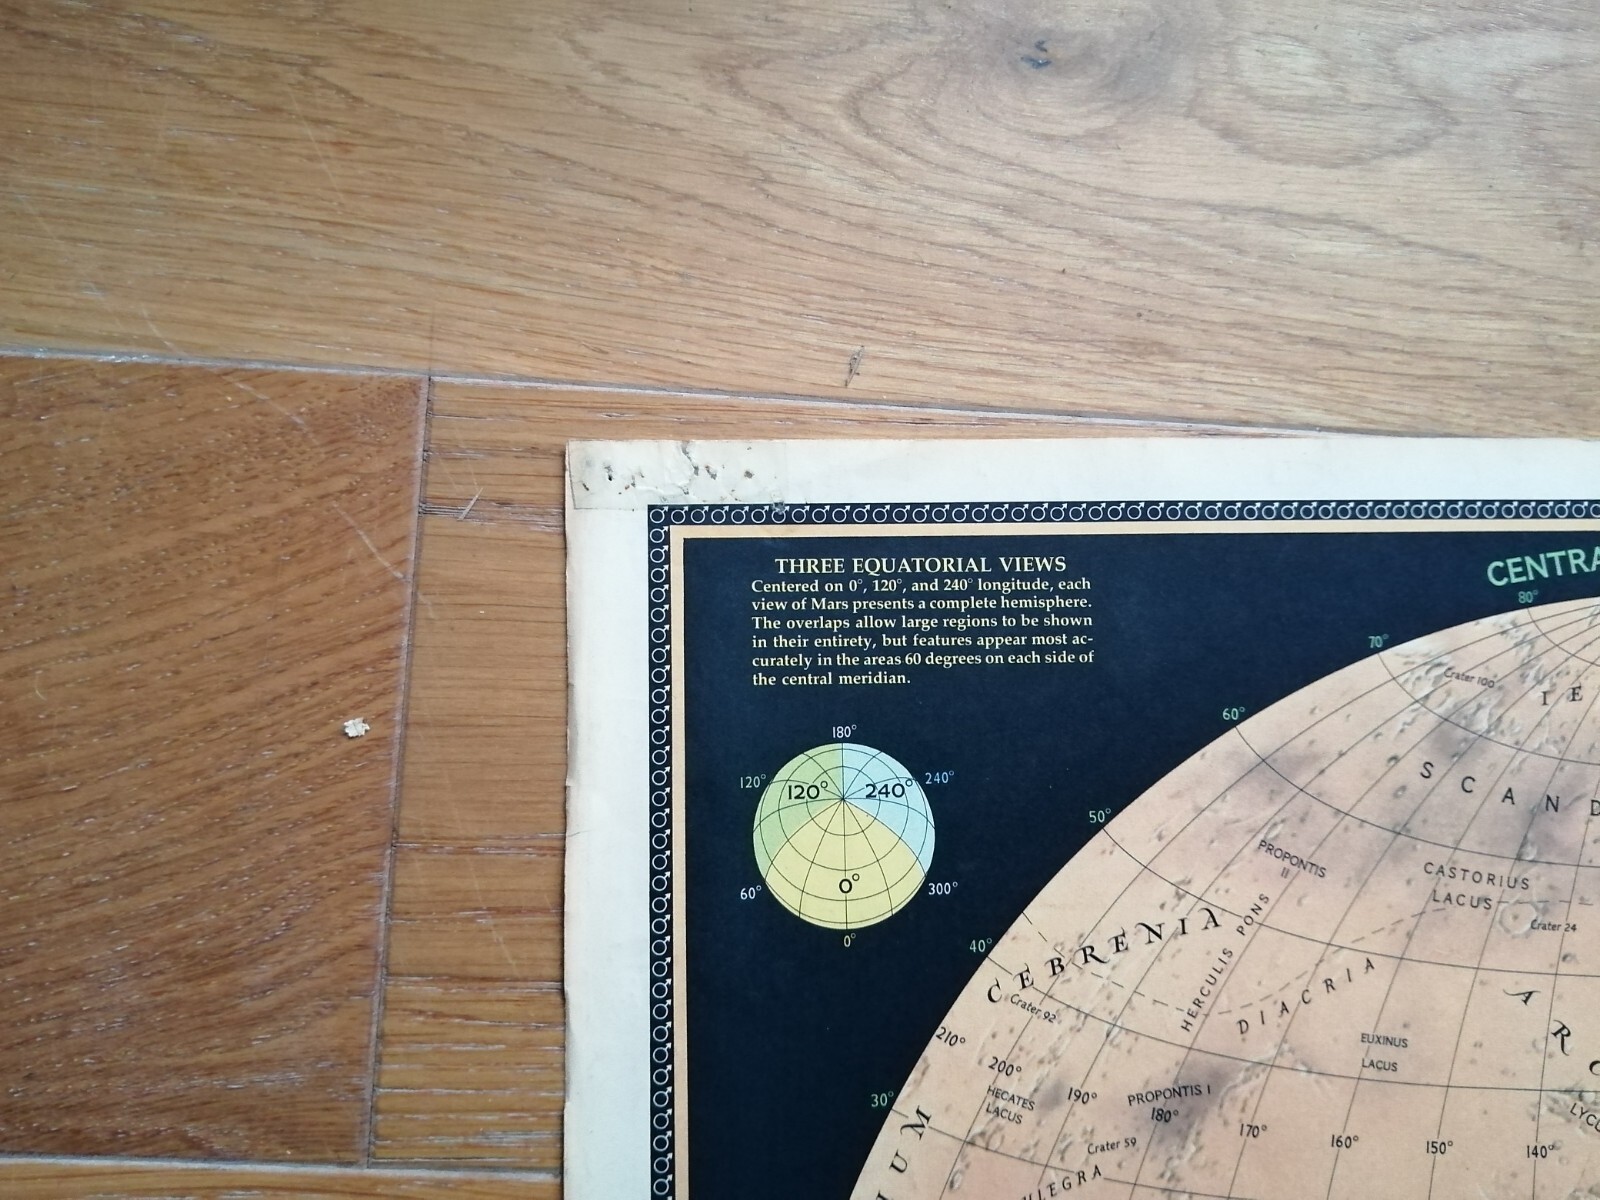 THREE EQUATORIAL VIEWS
Centered on 0°, 120°, and 240° longitude, each
view of Mars presents a complete hemisphere.
The overlaps allow large regions to be shown
in their entirety, but features appear most ac-
curately in the areas 60 degrees on each side of
the central meridian.
180°
120°
240°
120°
240°
0°
60°
300°
0°
80°
70°
60°
50°
40°
30°
Crater 100
PROPONTIS
II
CASTORIUS
LACUS
Crater 24
CEBRENIA
HERCULIS PONS
DIACRIA
Crater 92
EUXINUS
LACUS
210°
200°
190°
HECATES
LACUS
PROPONTIS I
180°
170°
160°
150°
140°
Crater 59